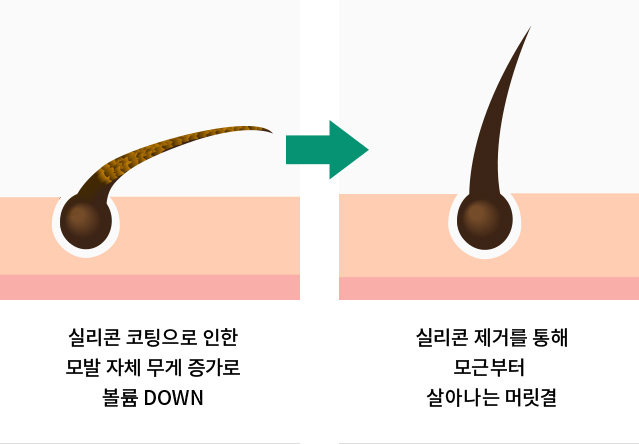 실리콘 코팅으로 인한
모발 자체 무게 증가로
볼륨 DOWN
실리콘 제거를 통해
모근부터
살아나는 머릿결